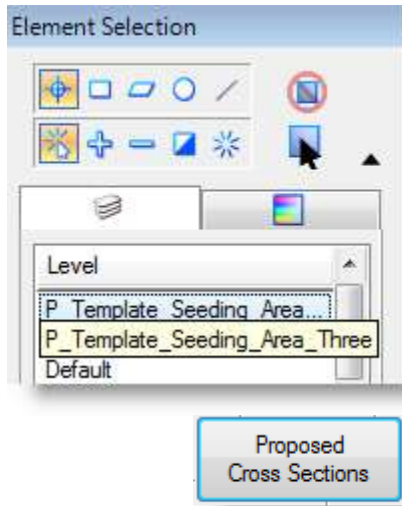 Element Selection
Level
P_Template_Seeding_Area...
P_Template_Seeding_Area_Three
Default
Proposed
Cross Sections